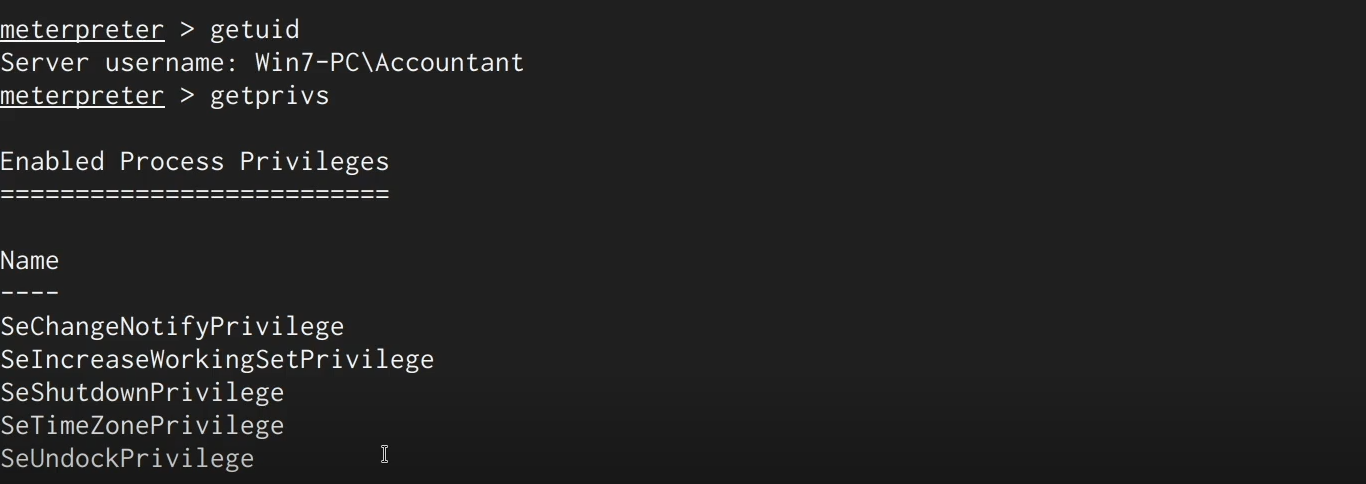 meterpreter > getuid
Server username: Win7-PC\Accountant
meterpreter > getprivs
Enabled Process Privileges
==========================
Name
----
SeChangeNotifyPrivilege
SeIncreaseWorkingSetPrivilege
SeShutdownPrivilege
SeTimeZonePrivilege
SeUndockPrivilege